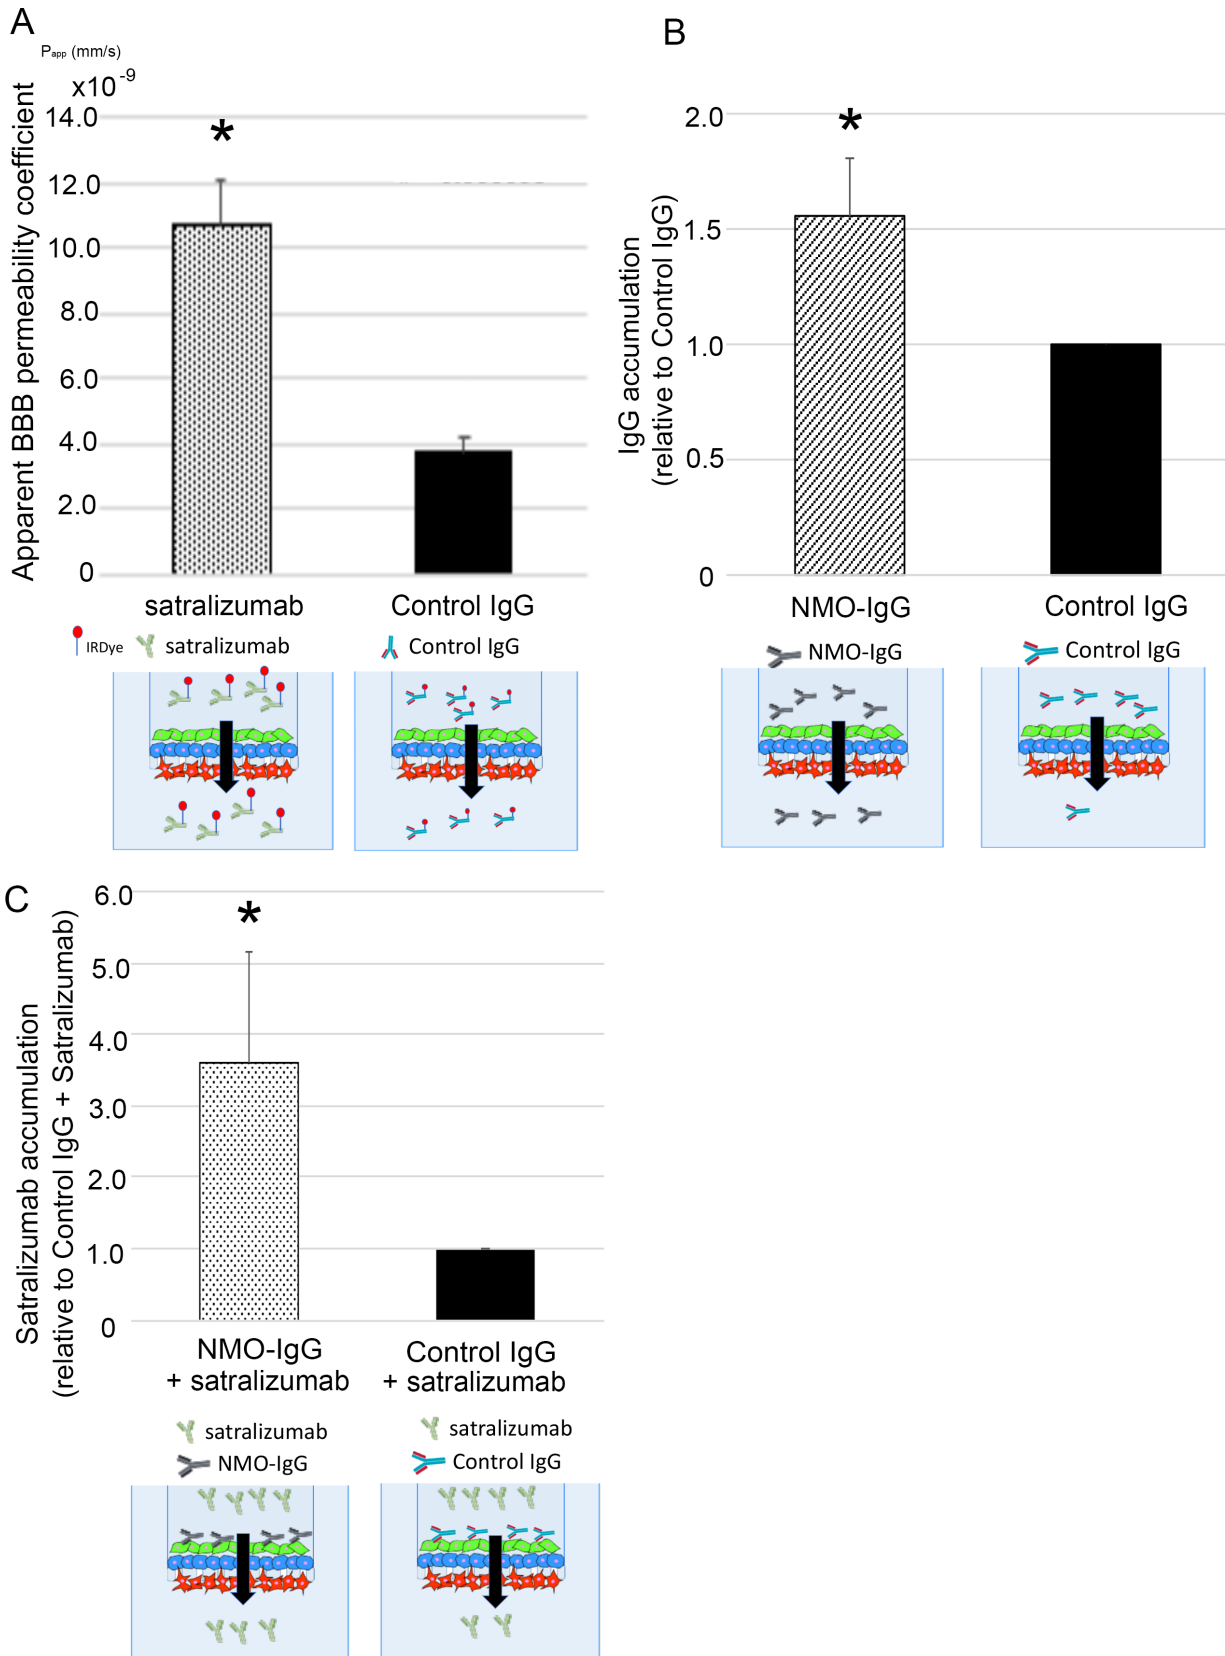 A
Papp (mm/s)
x10-9
Apparent BBB permeability coefficient
14.0
12.0
10.0
8.0
6.0
4.0
2.0
0
*
satralizumab
Control IgG
IRDye
satralizumab
Control IgG
B
IgG accumulation
(relative to Control IgG)
2.0
1.5
1.0
0.5
0
*
NMO-IgG
Control IgG
NMO-IgG
Control IgG
C
Satralizumab accumulation
(relative to Control IgG + Satralizumab)
6.0
5.0
4.0
3.0
2.0
1.0
0
*
NMO-IgG
+ satralizumab
Control IgG
+ satralizumab
satralizumab
NMO-IgG
satralizumab
Control IgG